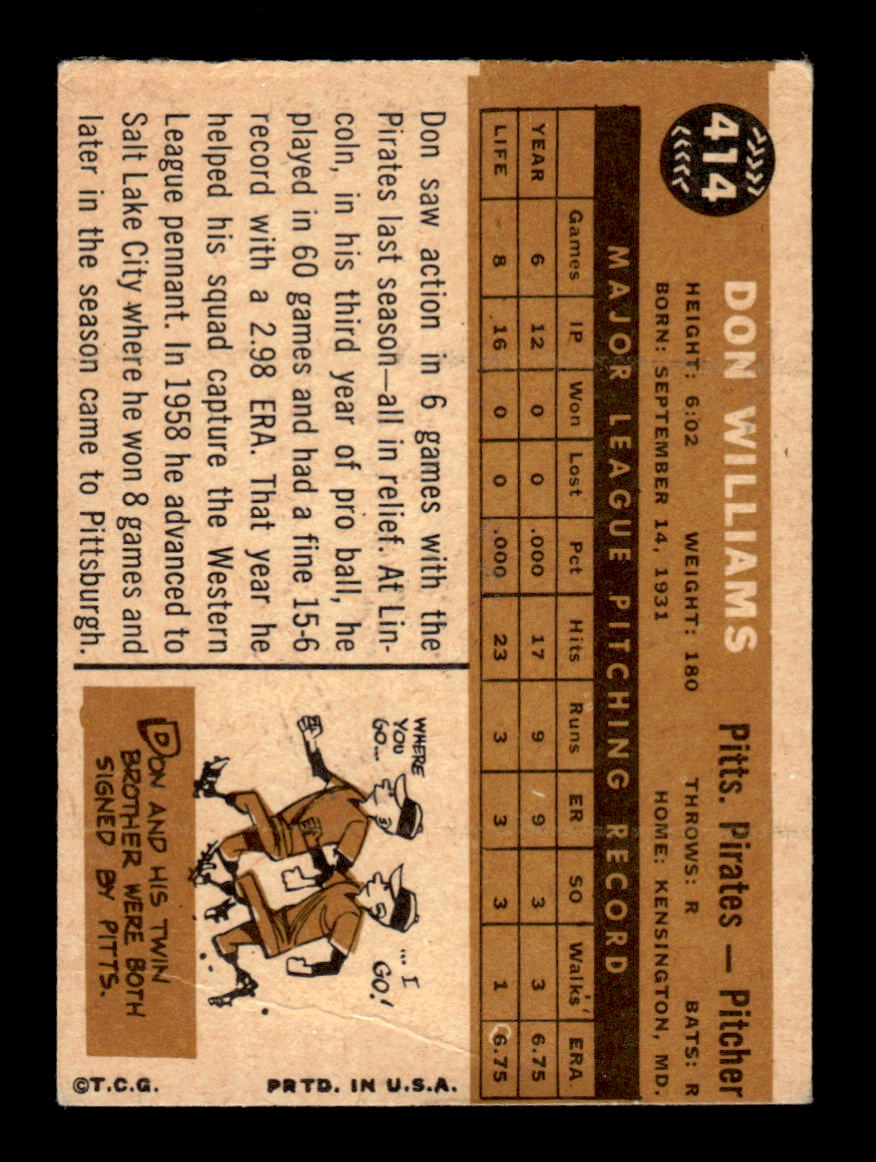 414
DON WILLIAMS Pitts. Pirates — Pitcher
HEIGHT: 6:02 WEIGHT: 180 THROWS: R BATS: R
BORN: SEPTEMBER 14, 1931 HOME: KENSINGTON, MD.
MAJOR LEAGUE PITCHING RECORD
Games IP Won Lost Pct Hits Runs ER SO Walks ERA
YEAR 6 12 0 0 .000 17 9 9 3 3 6.75
LIFE 8 16 0 0 .000 23 3 3 3 1 6.75
Don saw action in 6 games with the
Pirates last season—all in relief. At Lin-
coln, in his third year of pro ball, he
played in 60 games and had a fine 15-6
record with a 2.98 ERA. That year he
helped his squad capture the Western
League pennant. In 1958 he advanced to
Salt Lake City where he won 8 games and
later in the season came to Pittsburgh.
WHERE
YOU
GO...
... I
GO!
DON AND HIS TWIN
BROTHER WERE BOTH
SIGNED BY PITTS.
©T.C.G. PRTD. IN U.S.A.